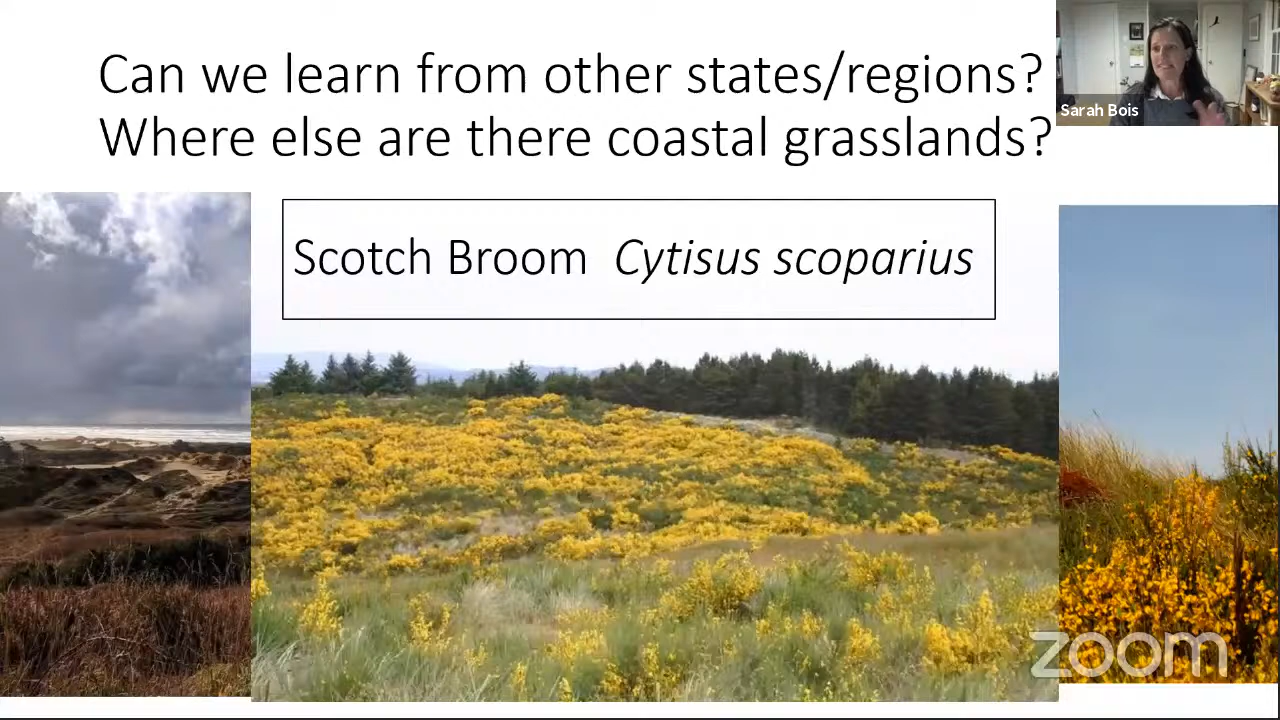 Can we learn from other states/regions?
Where else are there coastal grasslands?
Sarah Bois
Scotch Broom Cytisus scoparius
zoom